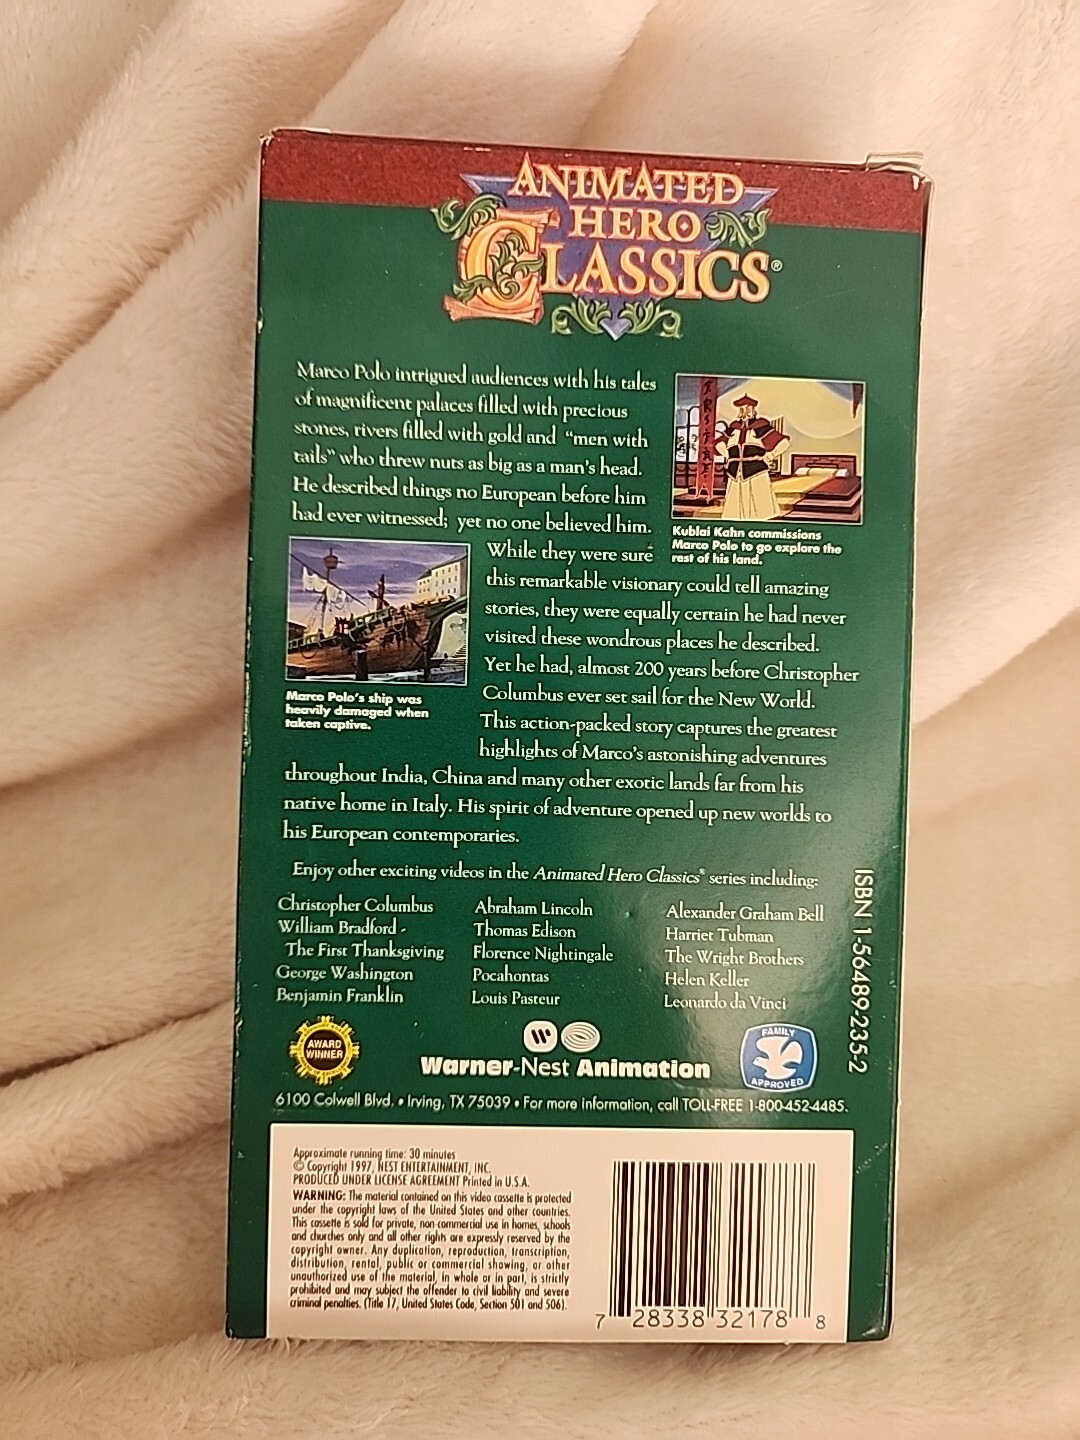 ANIMATED
HERO
CLASSICS®
Marco Polo intrigued audiences with his tales
of magnificent palaces filled with precious
stones, rivers filled with gold and “men with
tails” who threw nuts as big as a man's head.
He described things no European before him
had ever witnessed; yet no one believed him.
Kublai Kahn commissions
Marco Polo to go explore the
rest of his land.
While they were sure
this remarkable visionary could tell amazing
stories, they were equally certain he had never
visited these wondrous places he described.
Yet he had, almost 200 years before Christopher
Columbus ever set sail for the New World.
Marco Polo's ship was
heavily damaged when
taken captive.
This action-packed story captures the greatest
highlights of Marco's astonishing adventures
throughout India, China and many other exotic lands far from his
native home in Italy. His spirit of adventure opened up new worlds to
his European contemporaries.
Enjoy other exciting videos in the Animated Hero Classics® series including:
Christopher Columbus
William Bradford -
The First Thanksgiving
George Washington
Benjamin Franklin
Abraham Lincoln
Thomas Edison
Florence Nightingale
Pocahontas
Louis Pasteur
Alexander Graham Bell
Harriet Tubman
The Wright Brothers
Helen Keller
Leonardo da Vinci
ISBN 1-56489-235-2
AWARD
WINNER
Warner-Nest Animation
FAMILY
APPROVED
6100 Colwell Blvd. • Irving, TX 75039 • For more information, call TOLL-FREE 1-800-452-4485.
Approximate running time: 30 minutes
© Copyright 1997, NEST ENTERTAINMENT, INC.
PRODUCED UNDER LICENSE AGREEMENT Printed in U.S.A.
WARNING: The material contained on this video cassette is protected
under the copyright laws of the United States and other countries.
This cassette is sold for private, non-commercial use in homes, schools
and churches only and all other rights are expressly reserved by the
copyright owner. Any duplication, reproduction, transcription,
distribution, rental, public or commercial showing, or other
unauthorized use of the material, in whole or in part, is strictly
prohibited and may subject the offender to civil liability and severe
criminal penalties. (Title 17, United States Code, Section 501 and 506).
7 28338 32178 8